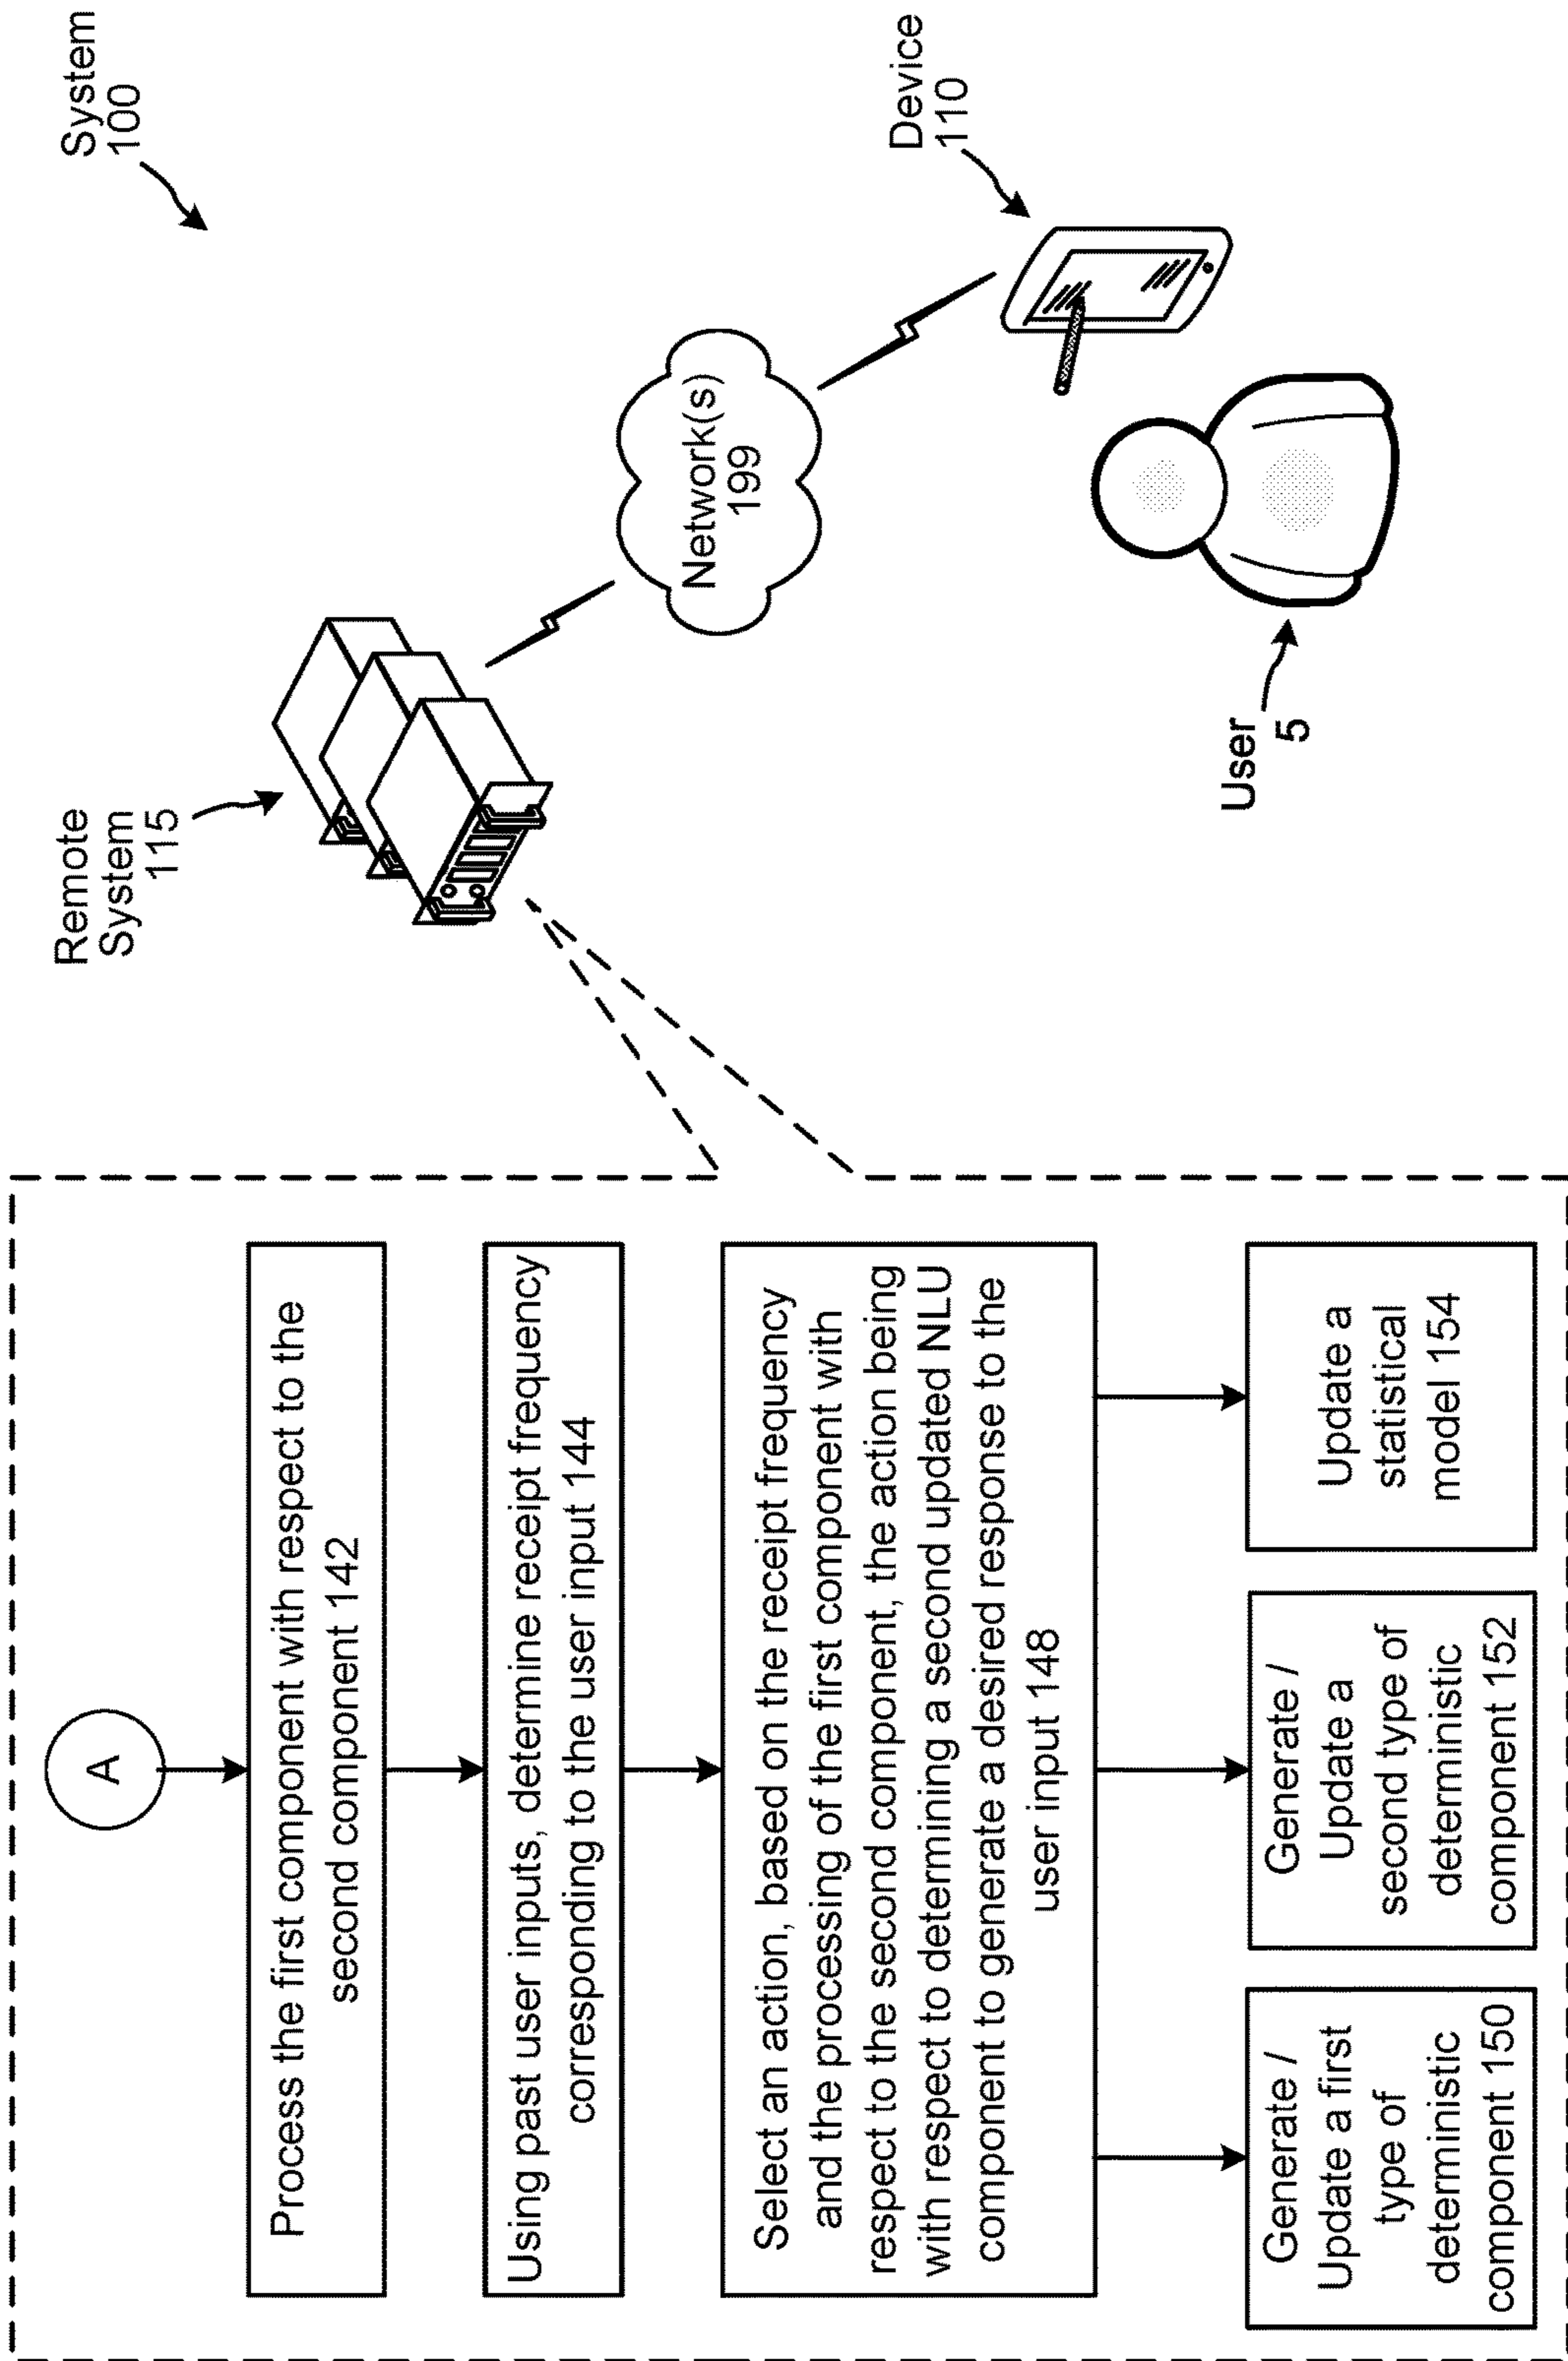 System
100
Remote
System
115
Network(s)
199
Device
110
User
5
A
Process the first component with respect to the
second component 142
Using past user inputs, determine receipt frequency
corresponding to the user input 144
Select an action, based on the receipt frequency
and the processing of the first component with
respect to the second component, the action being
with respect to determining a second updated NLU
component to generate a desired response to the
user input 148
Generate /
Update a first
type of
deterministic
component 150
Generate /
Update a
second type of
deterministic
component 152
Update a
statistical
model 154